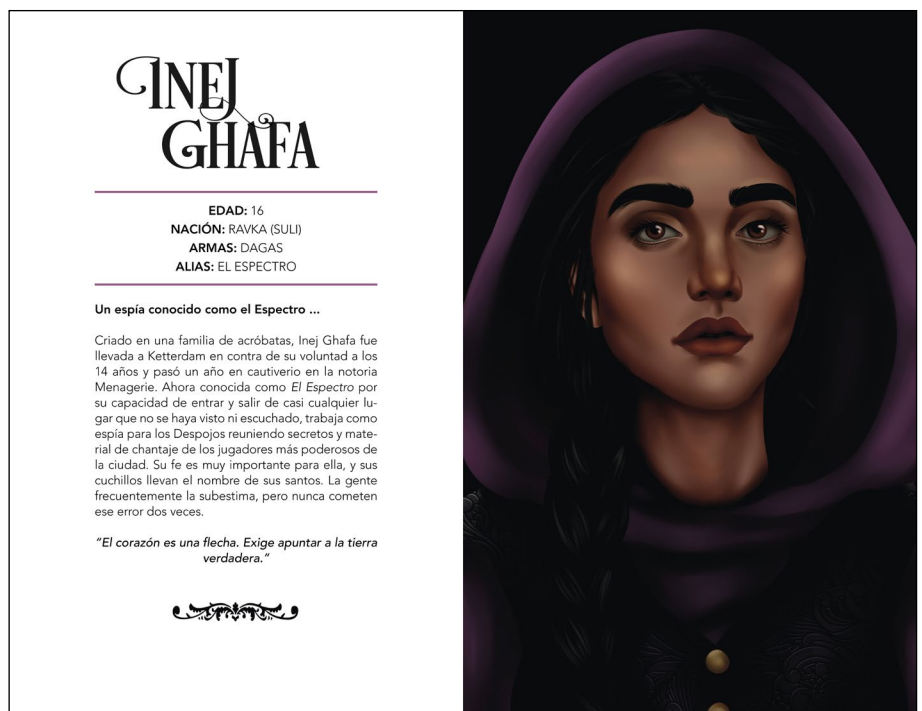 INEJ
GHAFA
EDAD: 16
NACIÓN: RAVKA (SULI)
ARMAS: DAGAS
ALIAS: EL ESPECTRO
Un espía conocido como el Espectro ...
Criado en una familia de acróbatas, Inej Ghafa fue
llevada a Ketterdam en contra de su voluntad a los
14 años y pasó un año en cautiverio en la notoria
Menagerie. Ahora conocida como El Espectro por
su capacidad de entrar y salir de casi cualquier lu-
gar que no se haya visto ni escuchado, trabaja como
espía para los Despojos reuniendo secretos y mate-
rial de chantaje de los jugadores más poderosos de
la ciudad. Su fe es muy importante para ella, y sus
cuchillos llevan el nombre de sus santos. La gente
frecuentemente la subestima, pero nunca cometen
ese error dos veces.
"El corazón es una flecha. Exige apuntar a la tierra
verdadera."